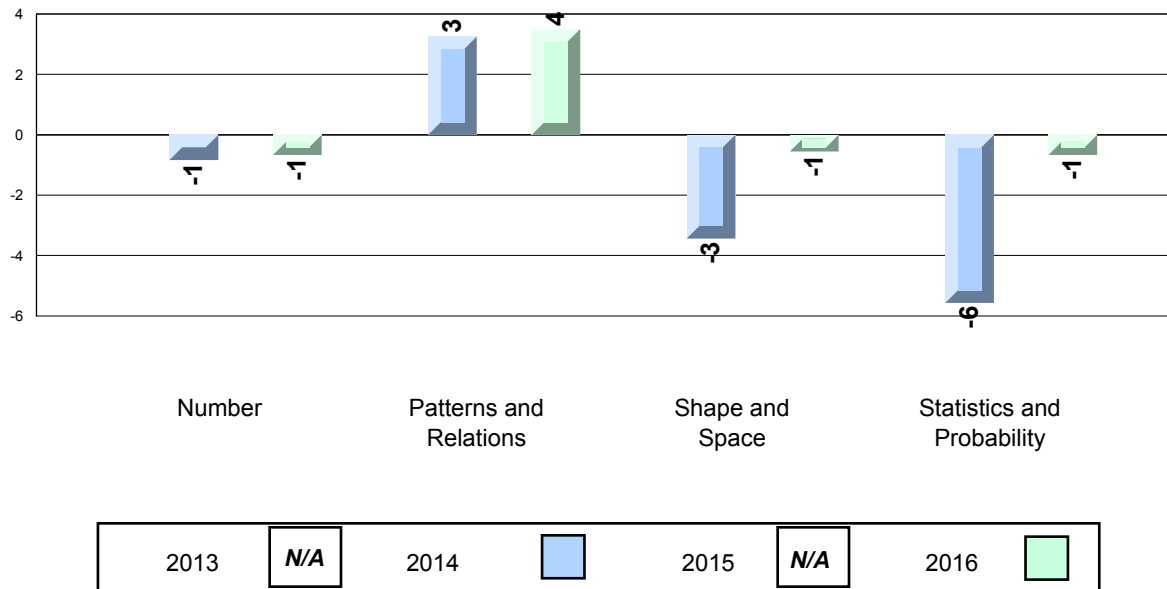 4
2
0
-2
-4
-6
-1
-1
3
4
-3
-1
-6
-1
Number
Patterns and
Relations
Shape and
Space
Statistics and
Probability
2013 N/A 2014 2015 N/A 2016